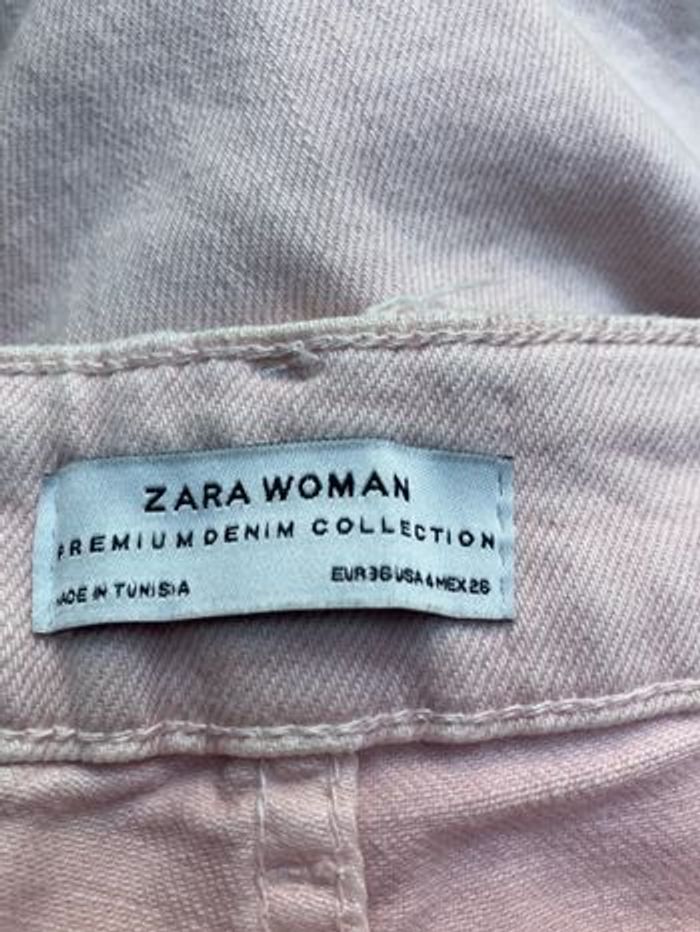 ZARA WOMAN
PREMIUM DENIM COLLECTION
MADE IN TUNISIA
EUR 36 USA 4 MEX 26